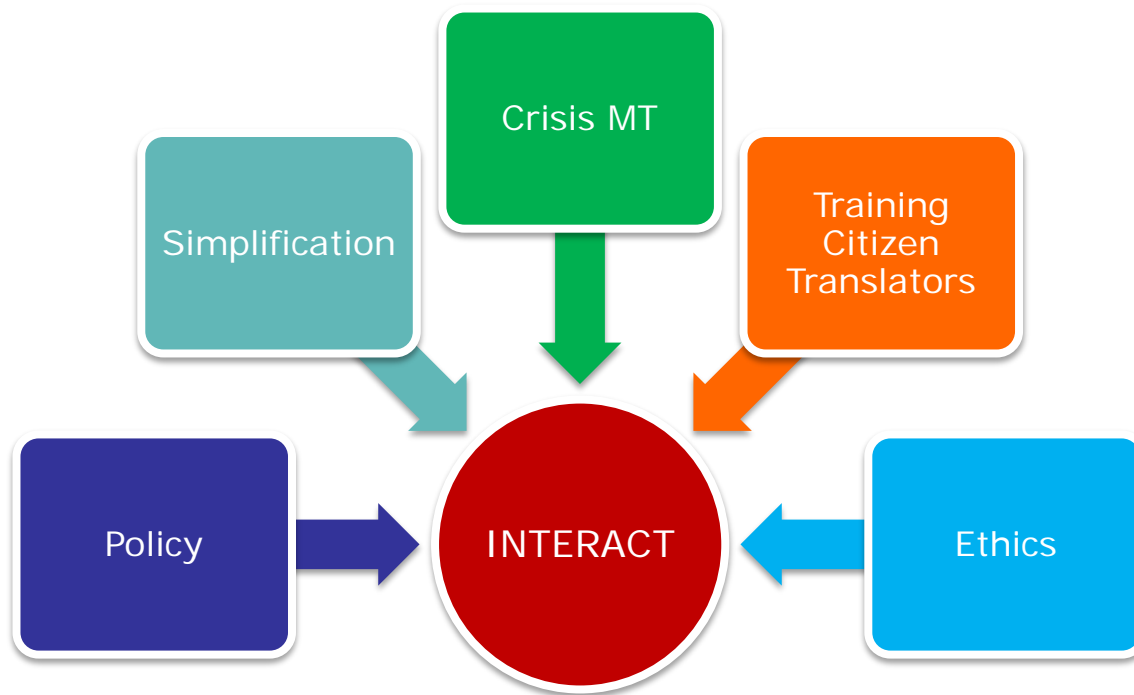 Crisis MT
Simplification
Training
Citizen
Translators
Policy
INTERACT
Ethics